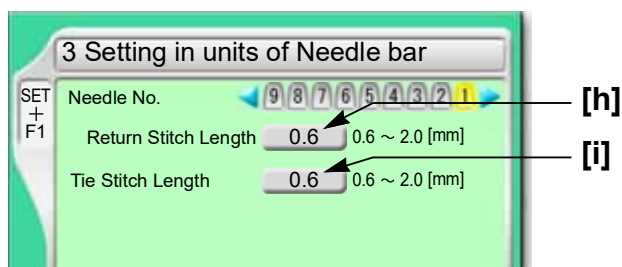 3 Setting in units of Needle bar
SET
+
F1
Needle No. 9 8 7 6 5 4 3 2 1
[h]
Return Stitch Length 0.6 0.6 ~ 2.0 [mm]
[i]
Tie Stitch Length 0.6 0.6 ~ 2.0 [mm]